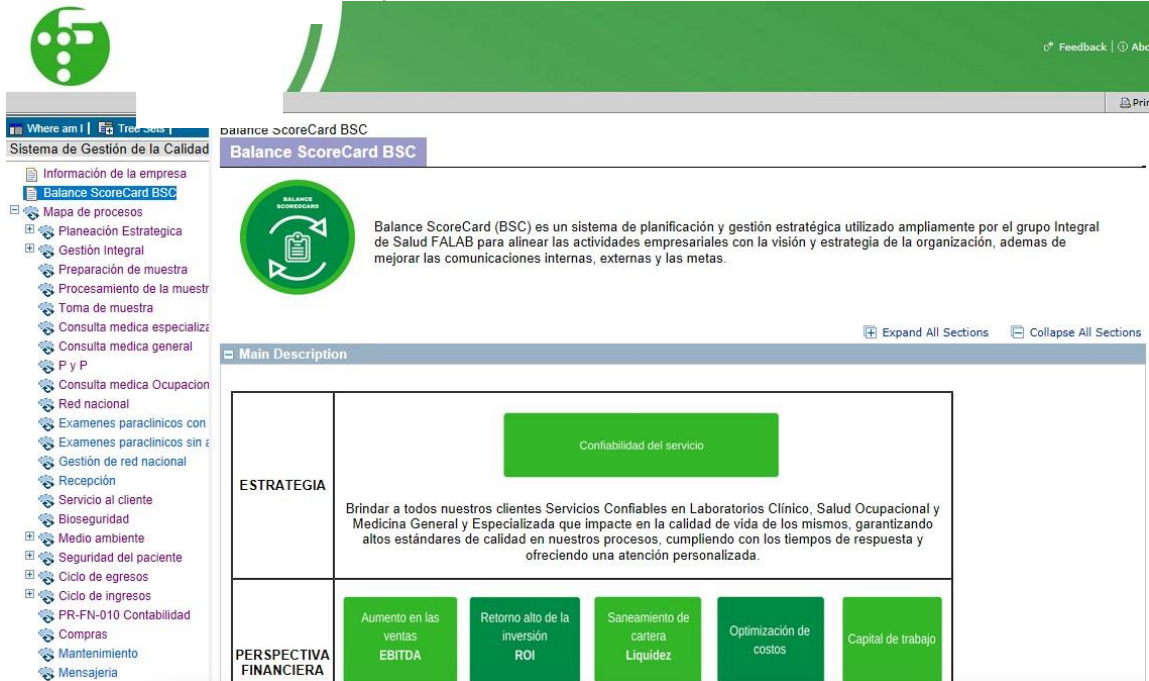 Feedback
Abo
Prin
Where am I | Tree Sets |
Sistema de Gestión de la Calidad
Información de la empresa
Balance ScoreCard BSC
Mapa de procesos
Planeación Estrategica
Gestión Integral
Preparación de muestra
Procesamiento de la muestr
Toma de muestra
Consulta medica especializa
Consulta medica general
P y P
Consulta medica Ocupacion
Red nacional
Examenes paraclinicos con
Examenes paraclinicos sin a
Gestión de red nacional
Recepción
Servicio al cliente
Bioseguridad
Medio ambiente
Seguridad del paciente
Ciclo de egresos
Ciclo de ingresos
PR-FN-010 Contabilidad
Compras
Mantenimiento
Mensajeria
Balance ScoreCard BSC
Balance ScoreCard BSC
BALANCE
SCOREDCARD
Balance ScoreCard (BSC) es un sistema de planificación y gestión estratégica utilizado ampliamente por el grupo Integral
de Salud FALAB para alinear las actividades empresariales con la visión y estrategia de la organización, ademas de
mejorar las comunicaciones internas, externas y las metas.
Expand All Sections Collapse All Sections
Main Description
ESTRATEGIA
Confiabilidad del servicio
Brindar a todos nuestros clientes Servicios Confiables en Laboratorios Clínico, Salud Ocupacional y
Medicina General y Especializada que impacte en la calidad de vida de los mismos, garantizando
altos estándares de calidad en nuestros procesos, cumpliendo con los tiempos de respuesta y
ofreciendo una atención personalizada.
PERSPECTIVA
FINANCIERA
Aumento en las
ventas
EBITDA
Retorno alto de la
inversión
ROI
Saneamiento de
cartera
Liquidez
Optimización de
costos
Capital de trabajo